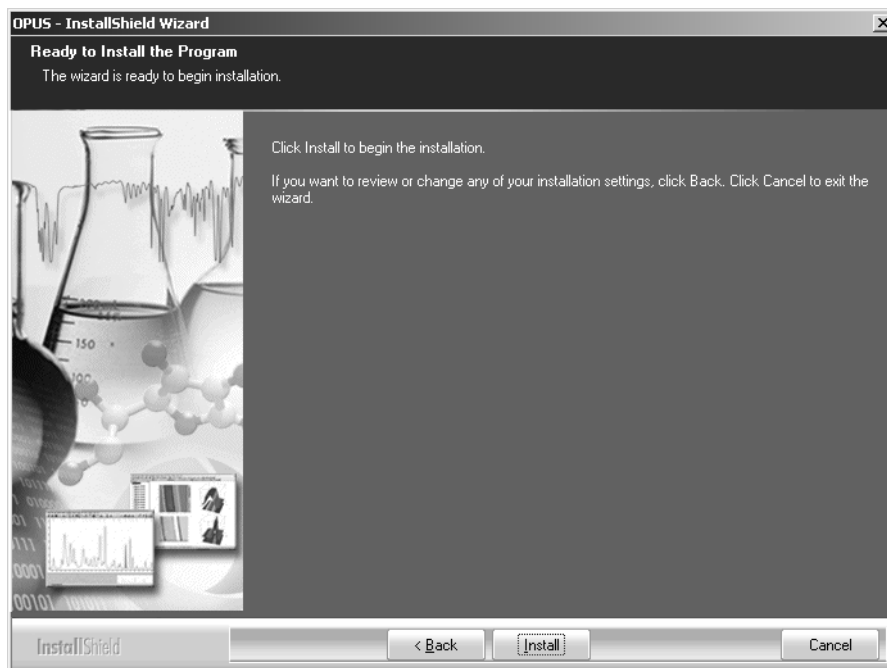 OPUS - InstallShield Wizard
Ready to Install the Program
The wizard is ready to begin installation.
Click Install to begin the installation.
If you want to review or change any of your installation settings, click Back. Click Cancel to exit the
wizard.
150
100
InstallShield
< Back
Install
Cancel